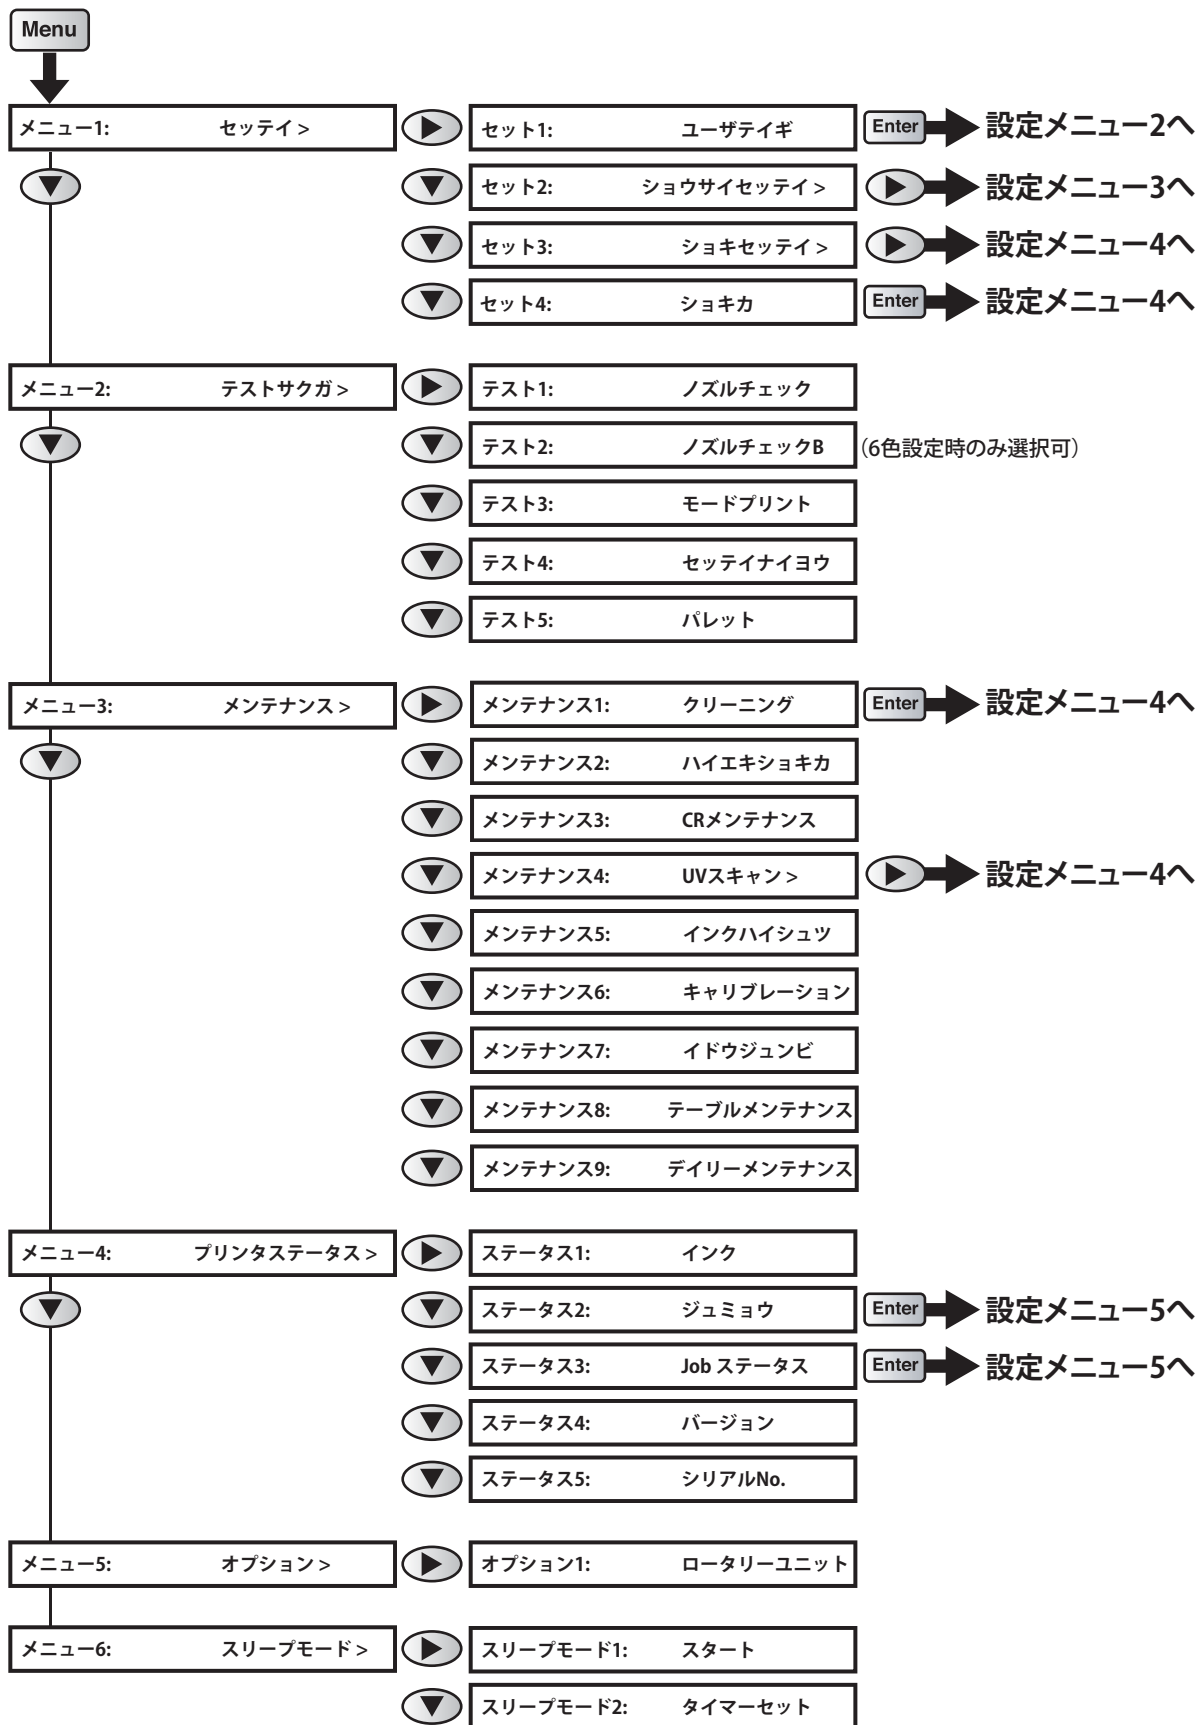 Menu
メニュー1: セッテイ >
セット1: ユーザテイギ
Enter
設定メニュー2へ
セット2: ショウサイセッテイ >
設定メニュー3へ
セット3: ショキセッテイ >
設定メニュー4へ
セット4: ショキカ
Enter
設定メニュー4へ
メニュー2: テストサクガ >
テスト1: ノズルチェック
テスト2: ノズルチェックB
（6色設定時のみ選択可）
テスト3: モードプリント
テスト4: セッテイナイヨウ
テスト5: パレット
メニュー3: メンテナンス >
メンテナンス1: クリーニング
Enter
設定メニュー4へ
メンテナンス2: ハイエキショキカ
メンテナンス3: CRメンテナンス
メンテナンス4: UVスキャン >
設定メニュー4へ
メンテナンス5: インクハイシュツ
メンテナンス6: キャリブレーション
メンテナンス7: イドウジュンビ
メンテナンス8: テーブルメンテナンス
メンテナンス9: デイリーメンテナンス
メニュー4: プリンタステータス >
ステータス1: インク
ステータス2: ジュミョウ
Enter
設定メニュー5へ
ステータス3: Job ステータス
Enter
設定メニュー5へ
ステータス4: バージョン
ステータス5: シリアルNo.
メニュー5: オプション >
オプション1: ロータリーユニット
メニュー6: スリープモード >
スリープモード1: スタート
スリープモード2: タイマーセット